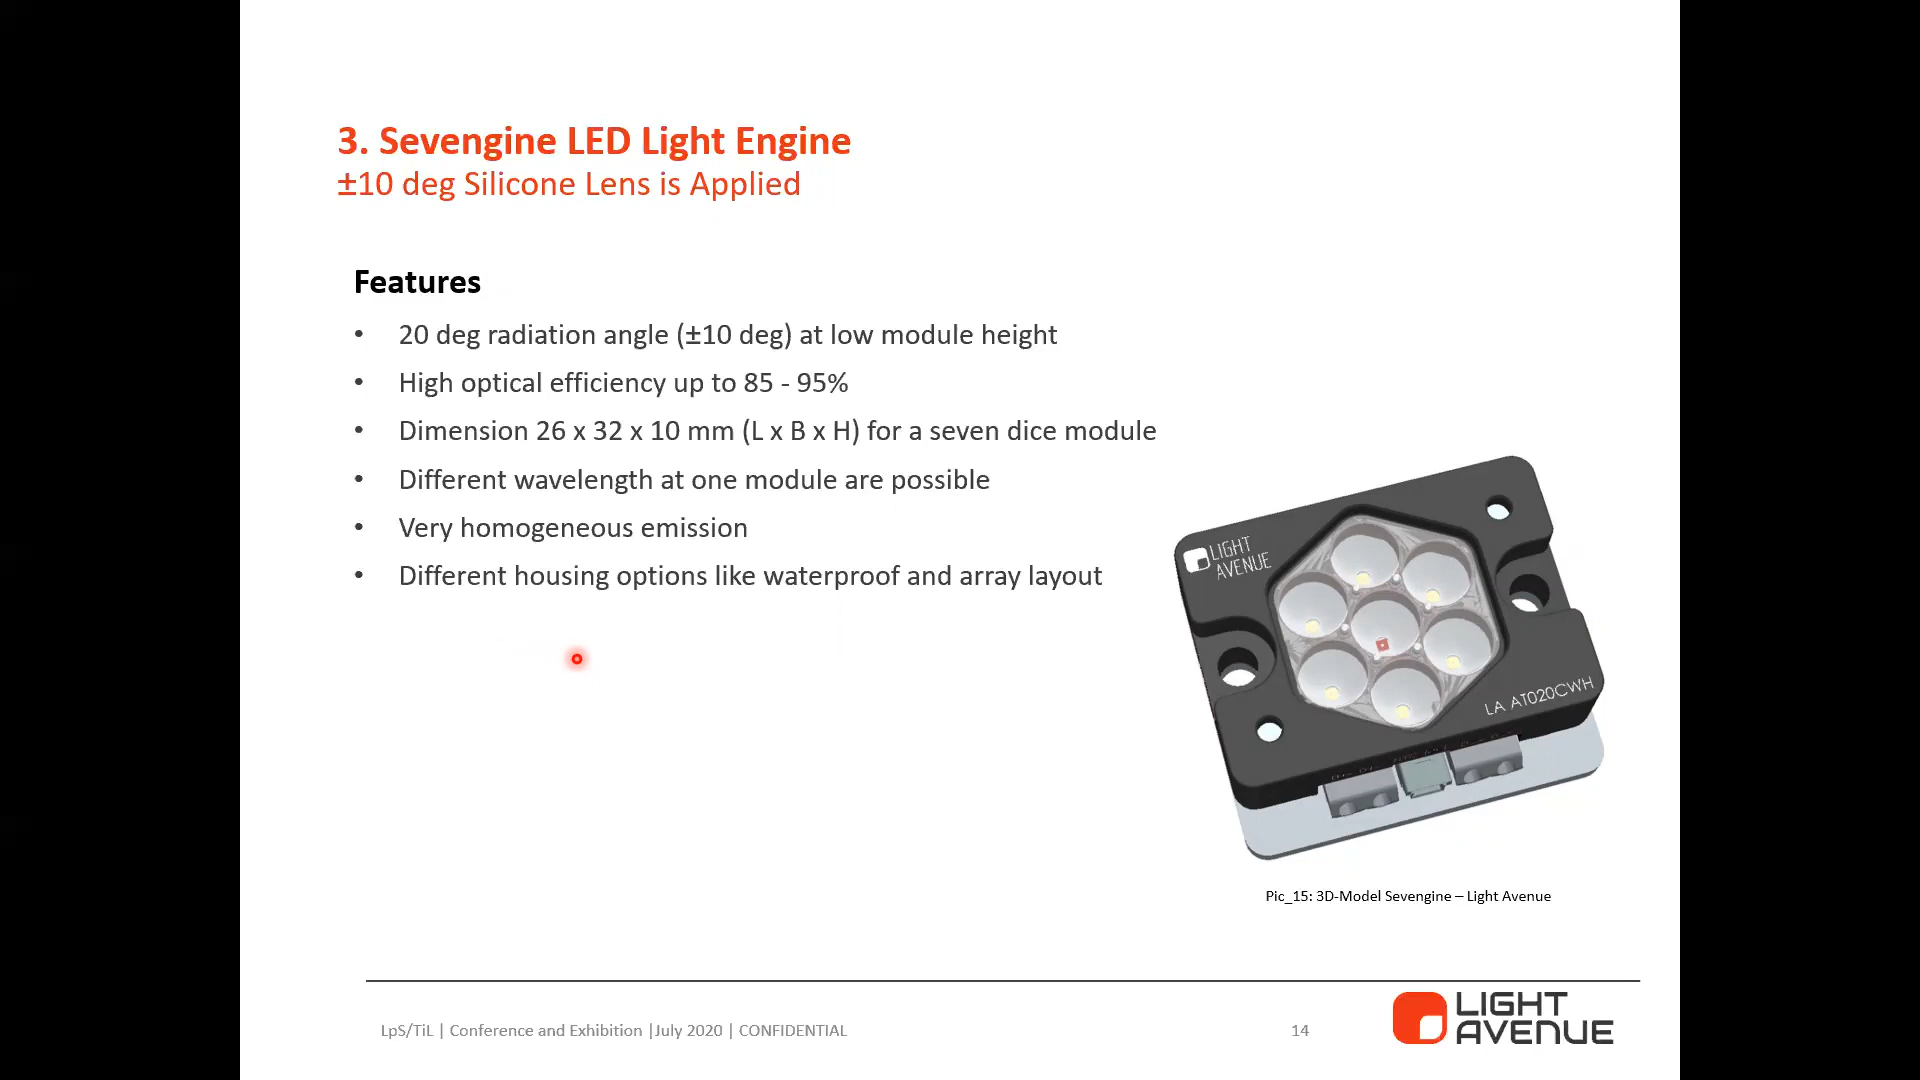 3. Sevengine LED Light Engine
±10 deg Silicone Lens is Applied
Features
• 20 deg radiation angle (±10 deg) at low module height
• High optical efficiency up to 85 - 95%
• Dimension 26 x 32 x 10 mm (L x B x H) for a seven dice module
• Different wavelength at one module are possible
• Very homogeneous emission
• Different housing options like waterproof and array layout
LIGHT
AVENUE
LA AT020CWH
Pic_15: 3D-Model Sevengine – Light Avenue
LpS/TiL | Conference and Exhibition |July 2020 | CONFIDENTIAL
14
LIGHT
AVENUE